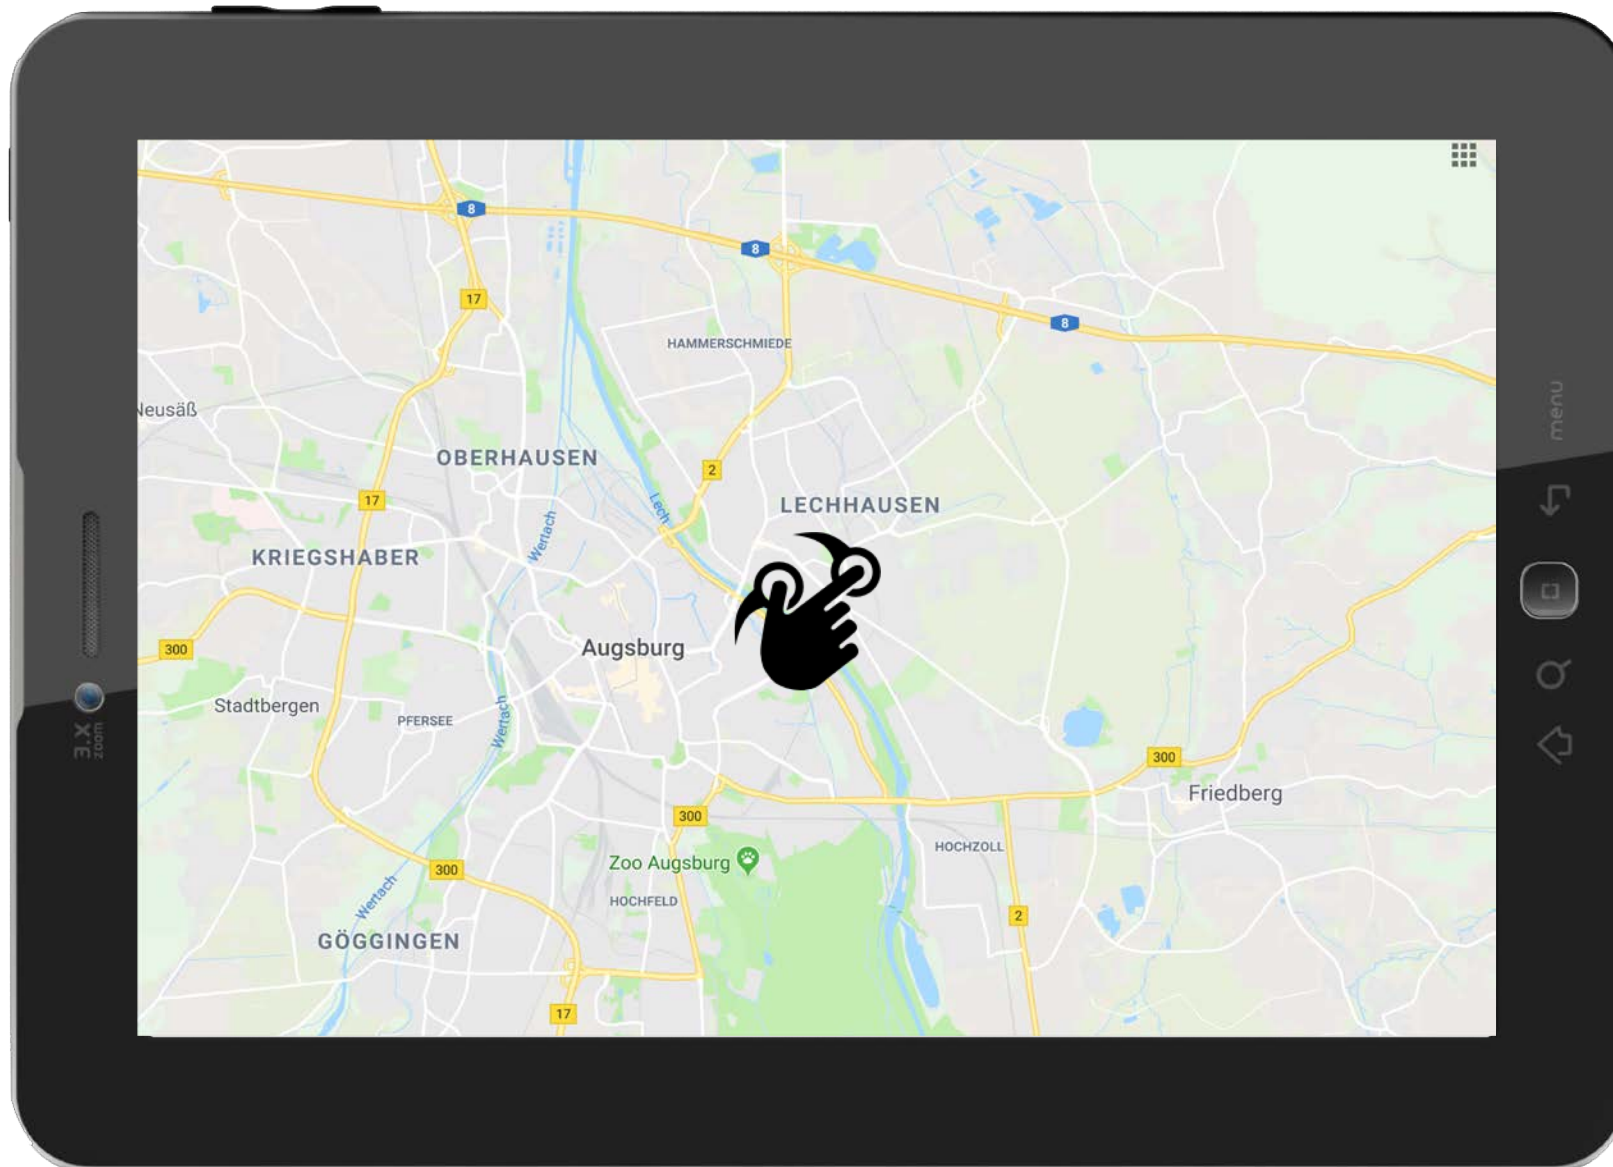 8
8
17
8
HAMMERSCHMIEDE
Neusäß
OBERHAUSEN
2
17
Lech
LECHHAUSEN
Wertach
KRIEGSHABER
300
Augsburg
Stadtbergen
PFERSEE
Wertach
300
Friedberg
300
HOCHZOLL
Zoo Augsburg
300
Wertach
HOCHFELD
2
GÖGGINGEN
17
menu
3.X
zoom